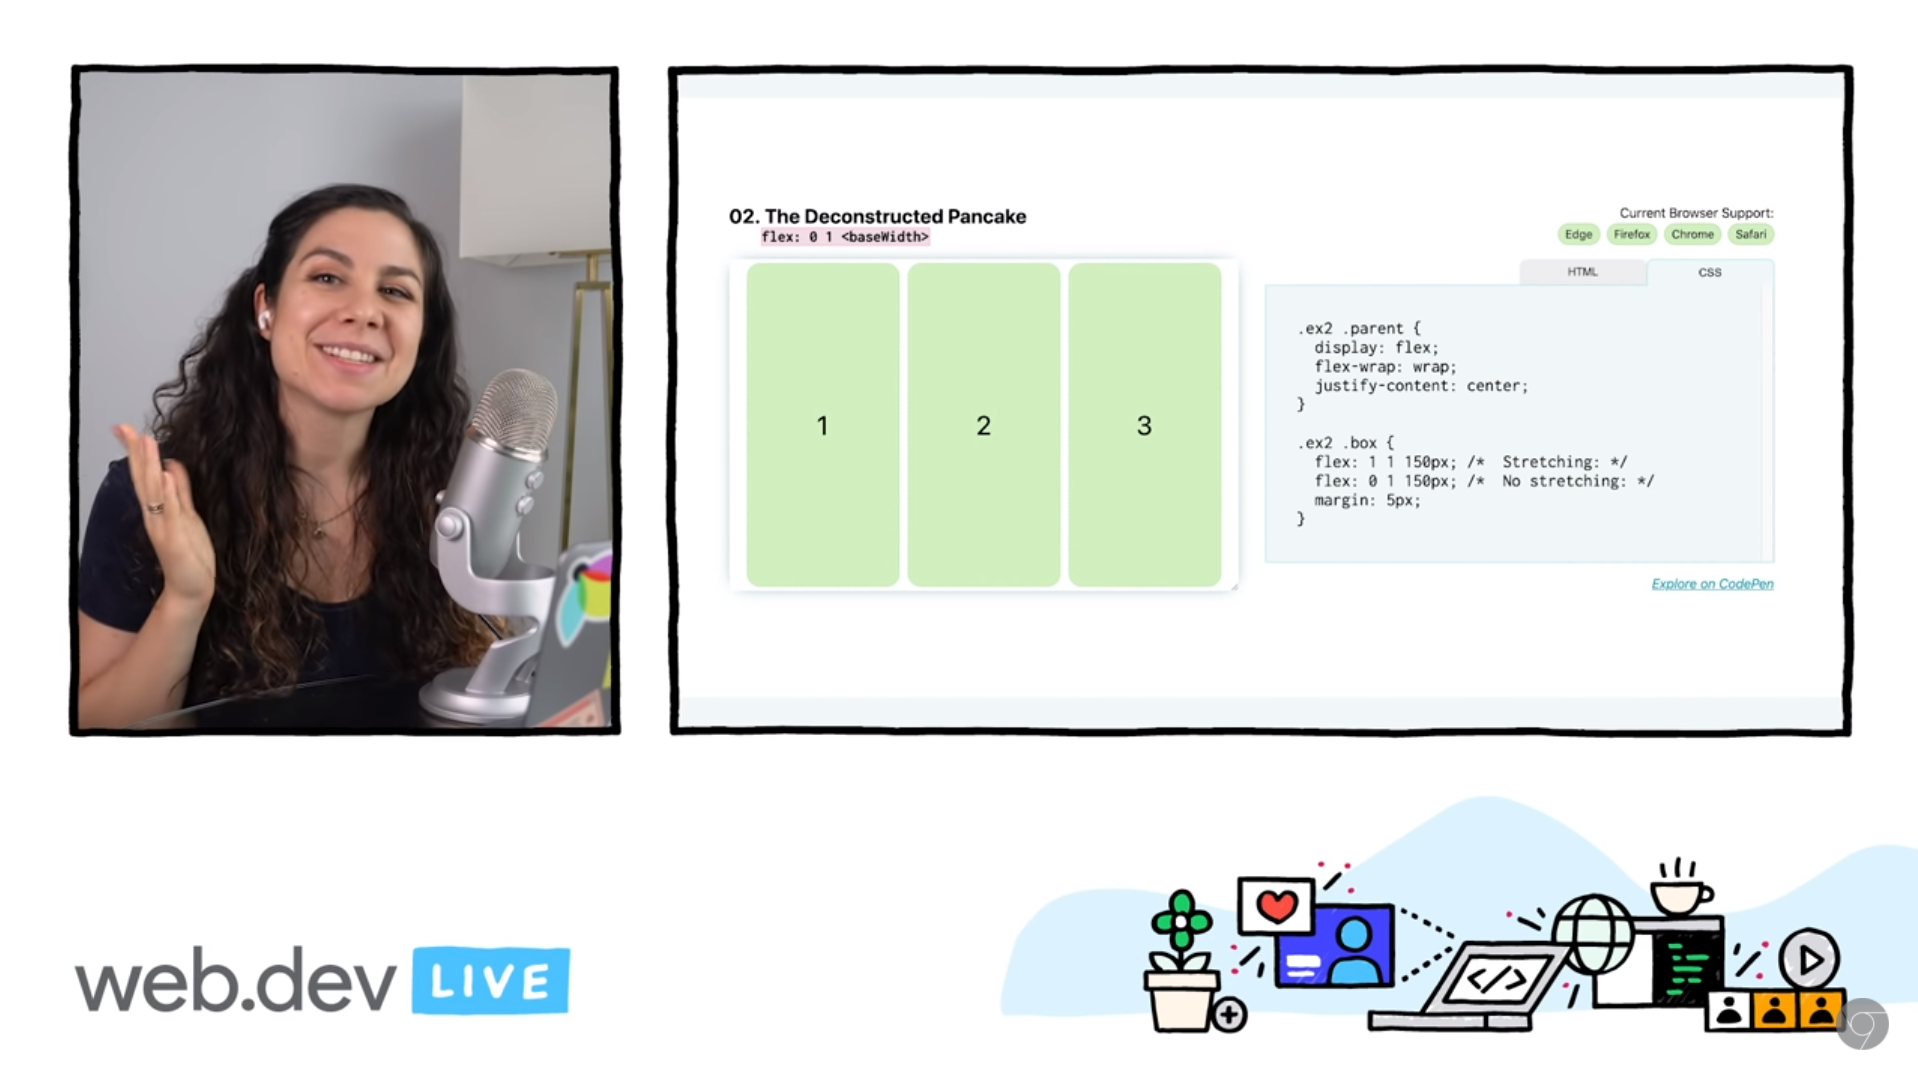 02. The Deconstructed Pancake
flex: 0 1 <baseWidth>
Current Browser Support:
Edge Firefox Chrome Safari
HTML CSS
1 2 3
.ex2 .parent {
  display: flex;
  flex-wrap: wrap;
  justify-content: center;
}
.ex2 .box {
  flex: 1 1 150px; /*  Stretching: */
  flex: 0 1 150px; /*  No stretching: */
  margin: 5px;
}
Explore on CodePen
web.dev LIVE
</>